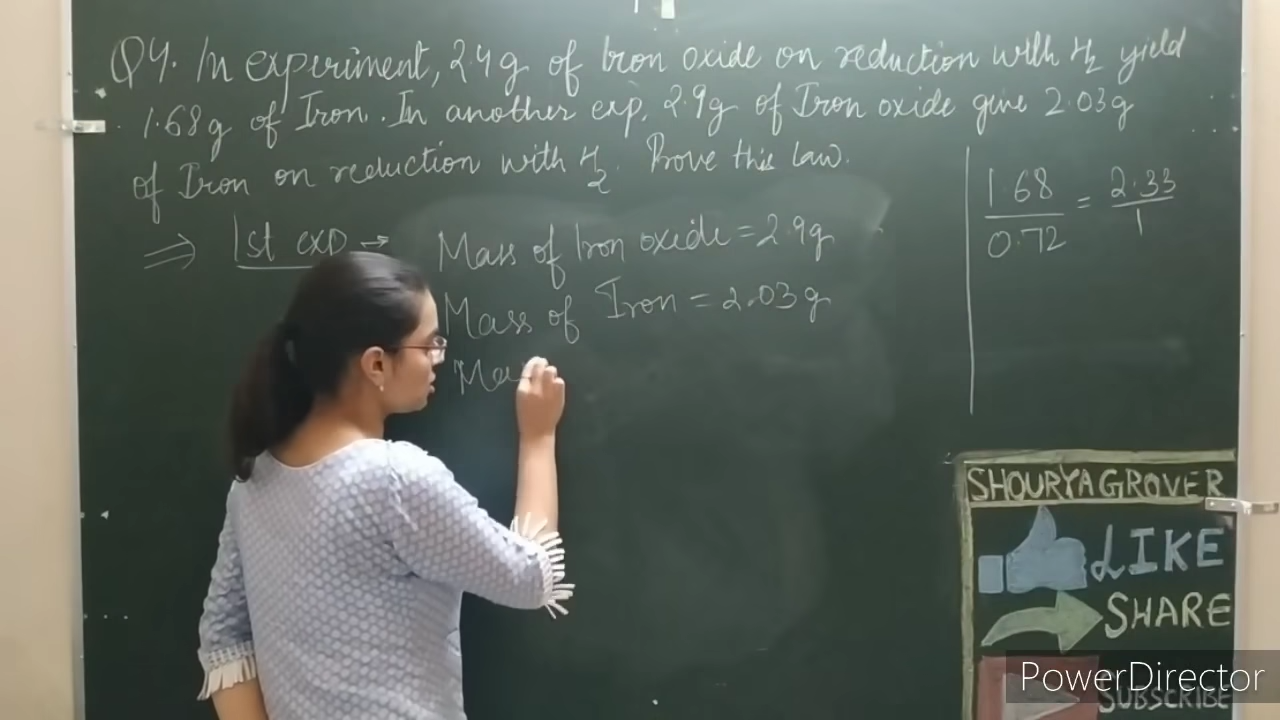 Q4. In experiment, 2.4g of Iron oxide on reduction with H2 yield
1.68g of Iron. In another exp. 2.9g of Iron oxide give 2.03g
of Iron on reduction with H2. Prove this law.
⇒ 1st exp → Mass of Iron oxide = 2.9g
Mass of Iron = 2.03g
Mas
1.68/0.72 = 2.33/1
SHOURYA GROVER
LIKE
SHARE
SUBSCRIBE
PowerDirector